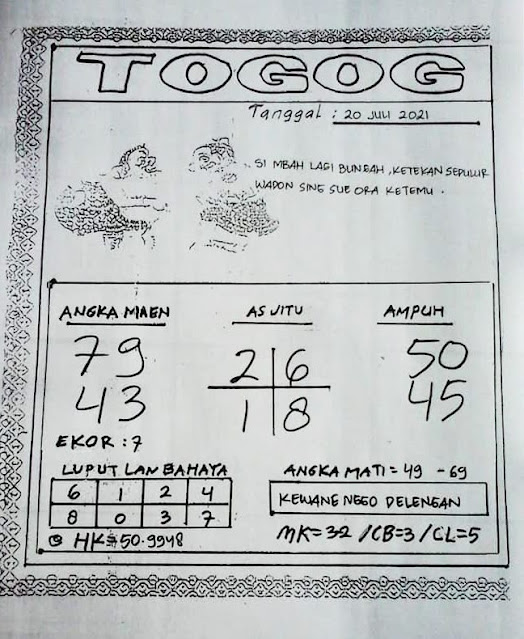 TOGOG
Tanggal : 20 JULI 2021
SI MBAH LAGI BUNGAH, KETEKAN SEDULUR
WADON SING SUE ORA KETEMU.
ANGKA MAEN
79
43
EKOR : 7
AS JITU
2 6
1 8
AMPUH
50
45
LUPUT LAN BAHAYA
6 1 2 4
8 0 3 7
HK=50.9948
ANGKA MATI = 49 - 69
KEWANE NGGO DELENGAN
MK=32 / CB=3 / CL=5